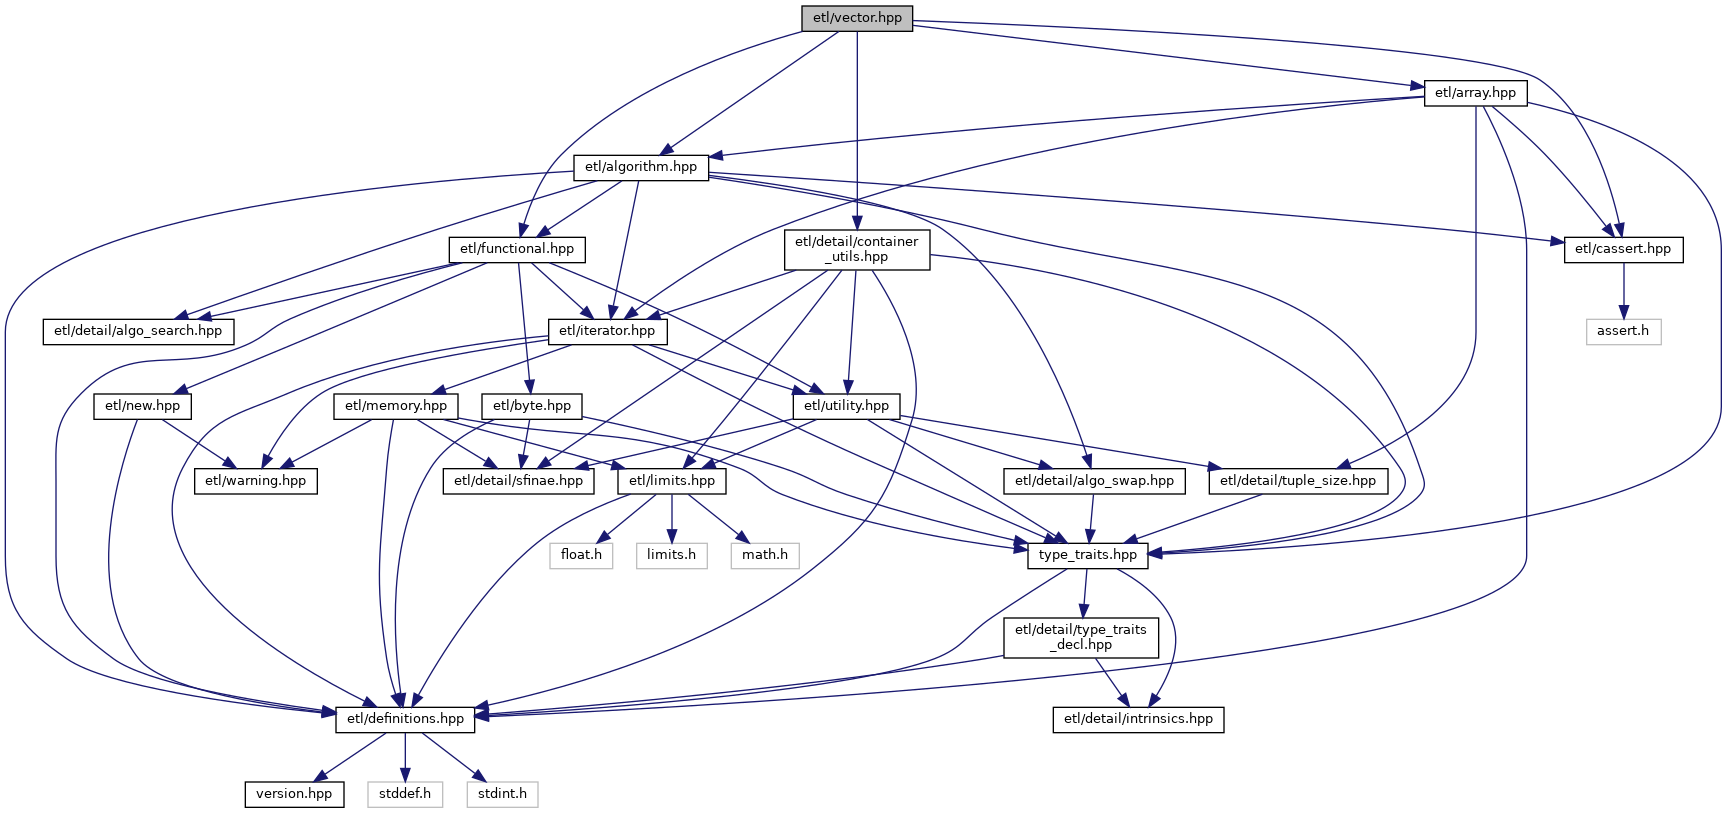 etl/vector.hpp
etl/array.hpp
etl/algorithm.hpp
etl/functional.hpp
etl/detail/container
_utils.hpp
etl/cassert.hpp
etl/detail/algo_search.hpp
etl/iterator.hpp
assert.h
etl/new.hpp
etl/memory.hpp
etl/byte.hpp
etl/utility.hpp
etl/warning.hpp
etl/detail/sfinae.hpp
etl/limits.hpp
etl/detail/algo_swap.hpp
etl/detail/tuple_size.hpp
float.h
limits.h
math.h
type_traits.hpp
etl/detail/type_traits
_decl.hpp
etl/definitions.hpp
etl/detail/intrinsics.hpp
version.hpp
stddef.h
stdint.h